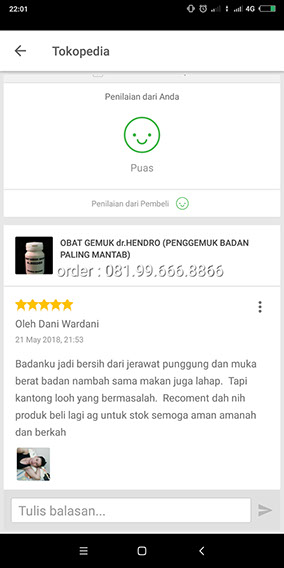 22:01
4G
Tokopedia
Penilaian dari Anda
Puas
Penilaian dari Pembeli
OBAT GEMUK dr.HENDRO (PENGGEMUK BADAN
PALING MANTAB)
order : 081.99.666.8866
Oleh Dani Wardani
21 May 2018, 21:53
Badanku jadi bersih dari jerawat punggung dan muka
berat badan nambah sama makan juga lahap. Tapi
kantong looh yang bermasalah. Recoment dah nih
produk beli lagi ag untuk stok semoga aman amanah
dan berkah
Tulis balasan...